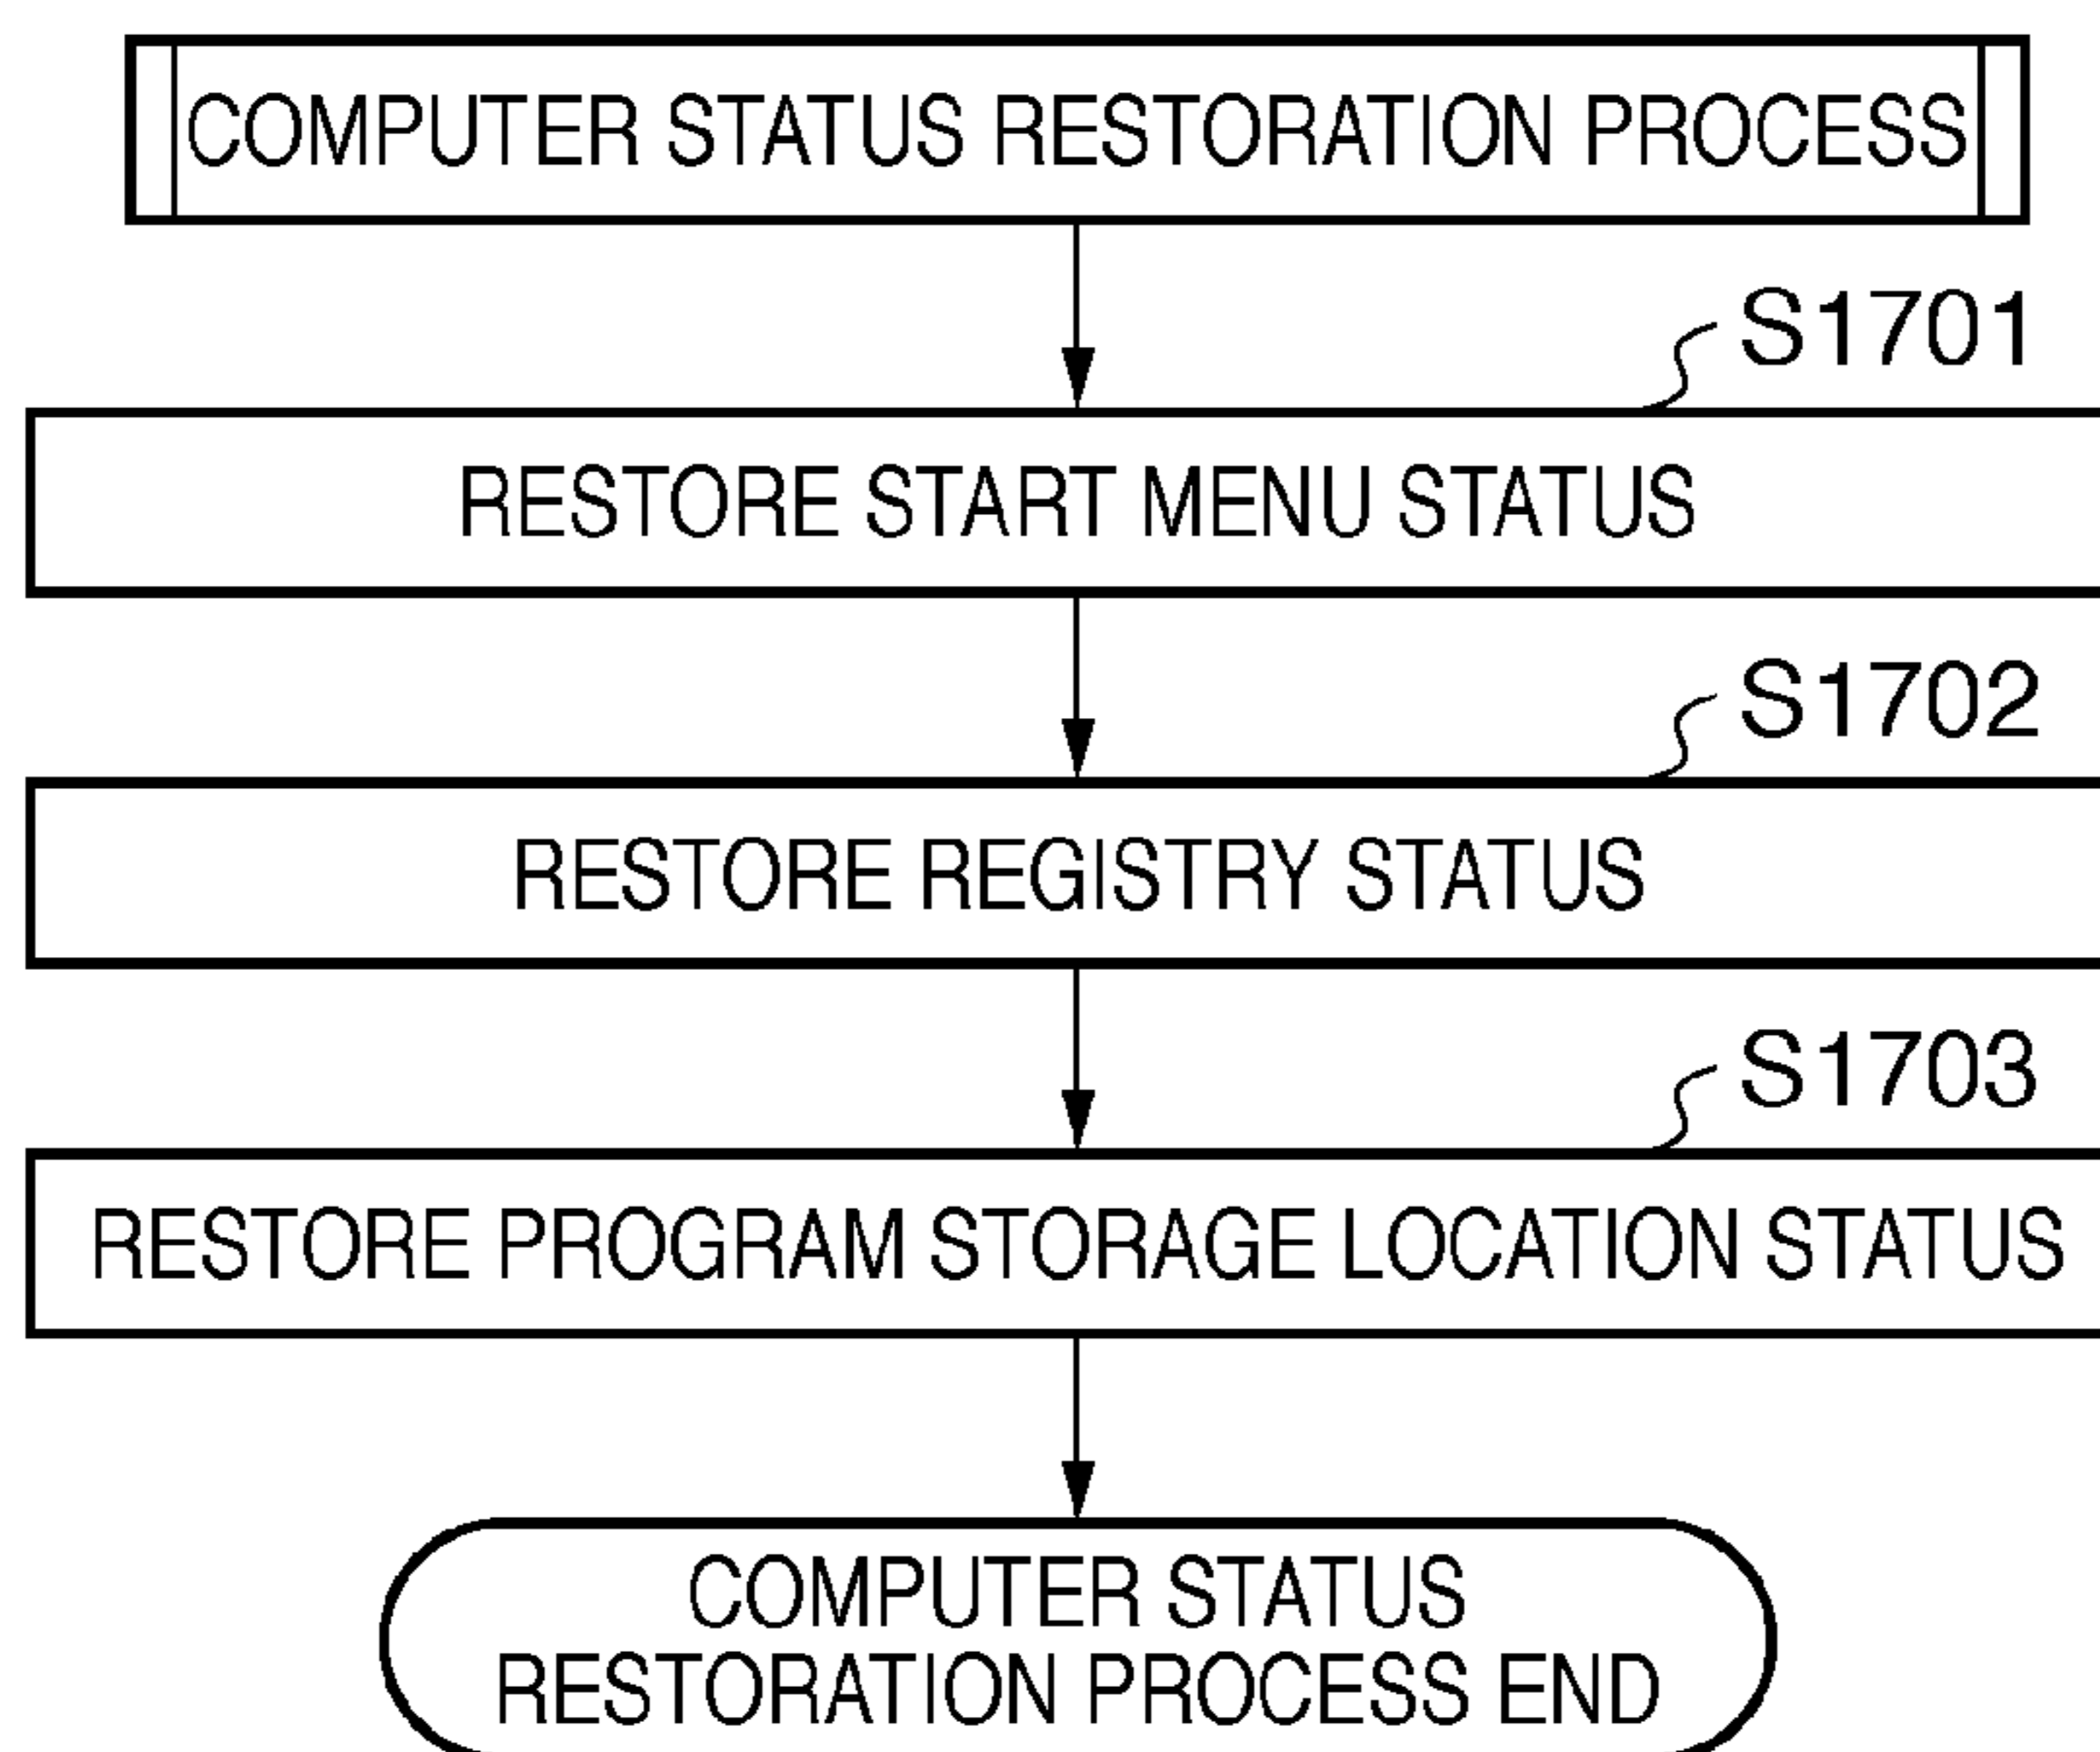 COMPUTER STATUS RESTORATION PROCESS
S1701
RESTORE START MENU STATUS
S1702
RESTORE REGISTRY STATUS
S1703
RESTORE PROGRAM STORAGE LOCATION STATUS
COMPUTER STATUS
RESTORATION PROCESS END